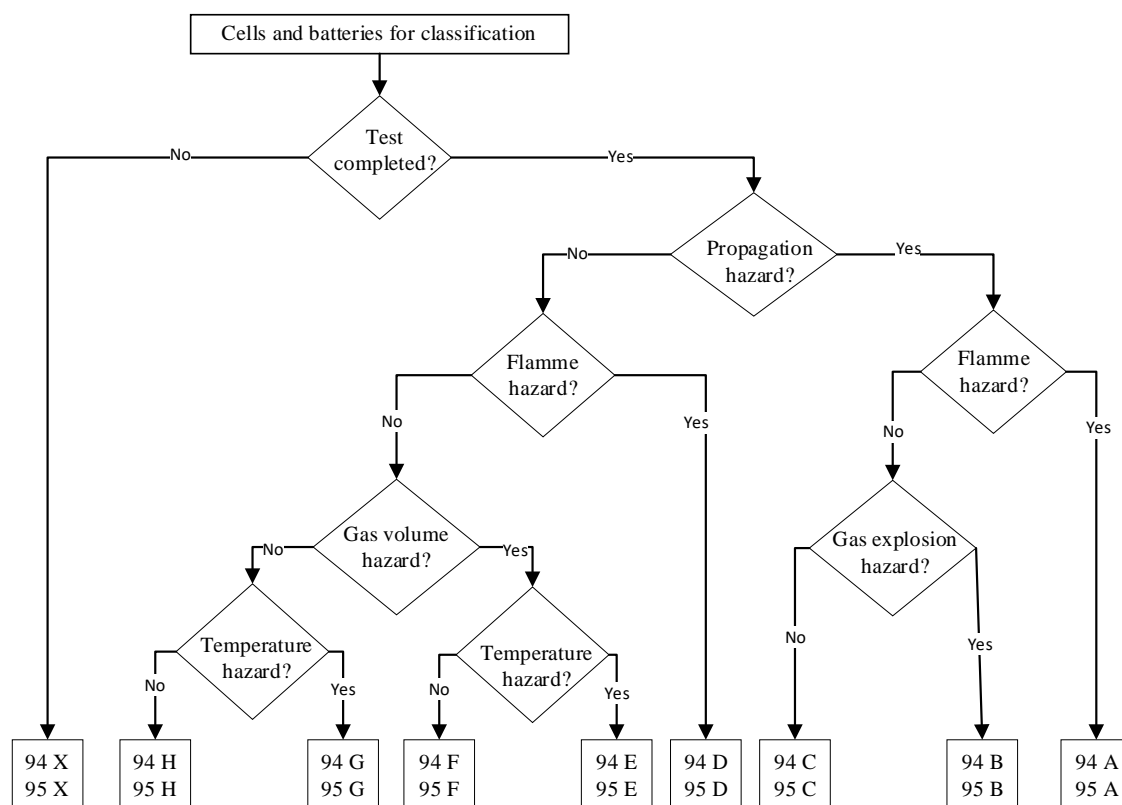 Cells and batteries for classification
Test
completed?
No
Yes
Propagation
hazard?
No
Yes
Flamme
hazard?
Flamme
hazard?
No
Yes
No
Yes
Gas volume
hazard?
Gas explosion
hazard?
No
Yes
No
Yes
Temperature
hazard?
Temperature
hazard?
No
Yes
No
Yes
94 X
95 X
94 H
95 H
94 G
95 G
94 F
95 F
94 E
95 E
94 D
95 D
94 C
95 C
94 B
95 B
94 A
95 A